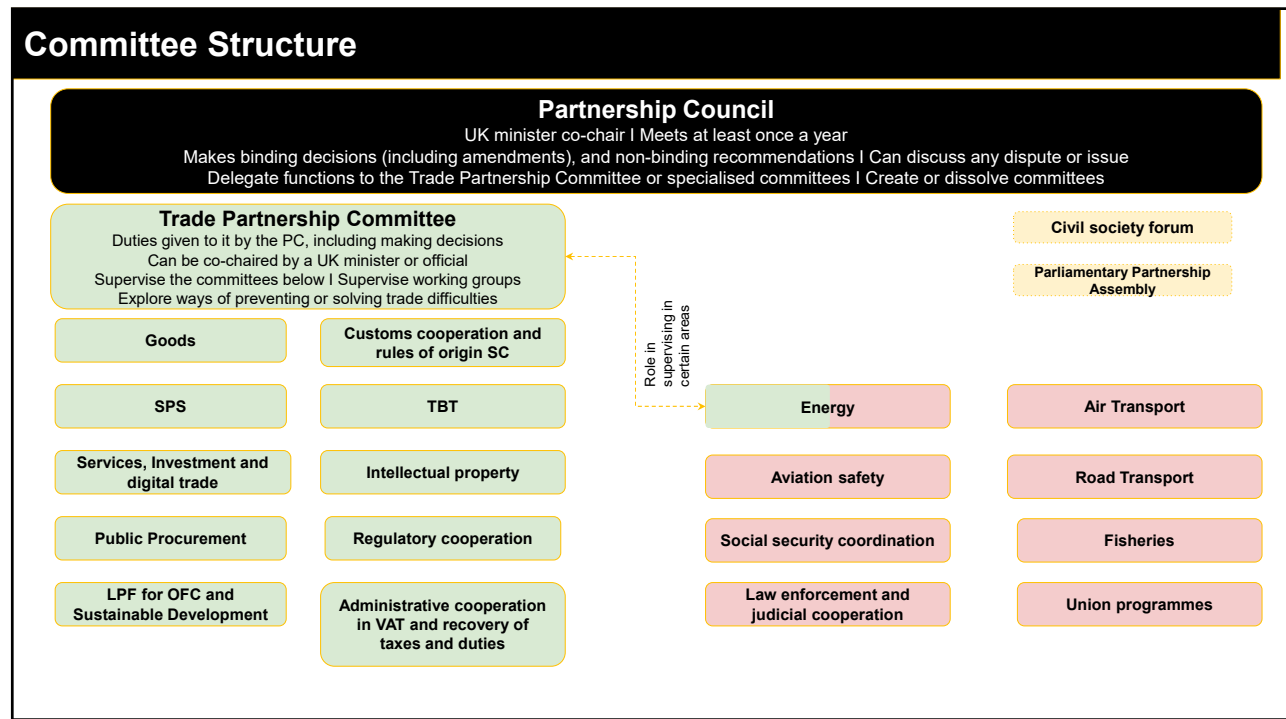 Committee Structure
Partnership Council
UK minister co-chair I Meets at least once a year
Makes binding decisions (including amendments), and non-binding recommendations I Can discuss any dispute or issue
Delegate functions to the Trade Partnership Committee or specialised committees I Create or dissolve committees
Trade Partnership Committee
Duties given to it by the PC, including making decisions
Can be co-chaired by a UK minister or official
Supervise the committees below I Supervise working groups
Explore ways of preventing or solving trade difficulties
Civil society forum
Parliamentary Partnership
Assembly
Role in
supervising in
certain areas
Goods
Customs cooperation and
rules of origin SC
SPS
TBT
Energy
Air Transport
Services, Investment and
digital trade
Intellectual property
Aviation safety
Road Transport
Public Procurement
Regulatory cooperation
Social security coordination
Fisheries
LPF for OFC and
Sustainable Development
Administrative cooperation
in VAT and recovery of
taxes and duties
Law enforcement and
judicial cooperation
Union programmes